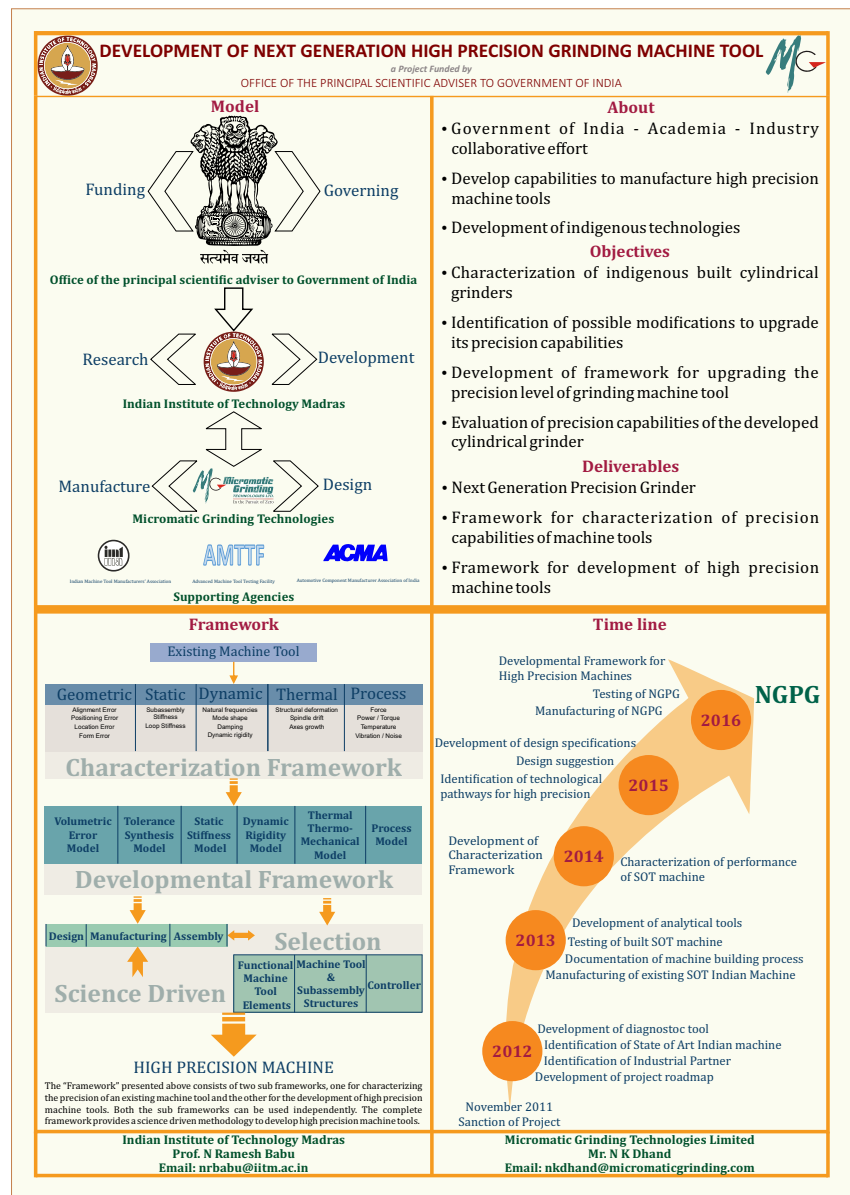 DEVELOPMENT OF NEXT GENERATION HIGH PRECISION GRINDING MACHINE TOOL
a Project Funded by
OFFICE OF THE PRINCIPAL SCIENTIFIC ADVISER TO GOVERNMENT OF INDIA
MG
Model
Funding
Governing
सत्यमेव जयते
Office of the principal scientific adviser to Government of India
Research
Development
Indian Institute of Technology Madras
Manufacture
MG Micromatic
Grinding
TECHNOLOGIES LTD.
In the Pursuit of Zero
Design
Micromatic Grinding Technologies
imt
AMTTF
ACMA
Indian Machine Tool Manufacturers' Association
Advanced Machine Tool Testing Facility
Automotive Component Manufacturer Association of India
Supporting Agencies
About
• Government of India - Academia - Industry
collaborative effort
• Develop capabilities to manufacture high precision
machine tools
• Development of indigenous technologies
Objectives
• Characterization of indigenous built cylindrical
grinders
• Identification of possible modifications to upgrade
its precision capabilities
• Development of framework for upgrading the
precision level of grinding machine tool
• Evaluation of precision capabilities of the developed
cylindrical grinder
Deliverables
• Next Generation Precision Grinder
• Framework for characterization of precision
capabilities of machine tools
• Framework for development of high precision
machine tools
Framework
Existing Machine Tool
Geometric
Alignment Error
Positioning Error
Location Error
Form Error
Static
Subassembly
Stiffness
Loop Stiffness
Dynamic
Natural frequencies
Mode shape
Damping
Dynamic rigidity
Thermal
Structural deformation
Spindle drift
Axes growth
Process
Force
Power / Torque
Temperature
Vibration / Noise
Characterization Framework
Volumetric
Error
Model
Tolerance
Synthesis
Model
Static
Stiffness
Model
Dynamic
Rigidity
Model
Thermal
Thermo-
Mechanical
Model
Process
Model
Developmental Framework
Design
Manufacturing
Assembly
Selection
Science Driven
Functional
Machine
Tool
Elements
Machine Tool
&
Subassembly
Structures
Controller
HIGH PRECISION MACHINE
The “Framework” presented above consists of two sub frameworks, one for characterizing
the precision of an existing machine tool and the other for the development of high precision
machine tools. Both the sub frameworks can be used independently. The complete
framework provides a science driven methodology to develop high precision machine tools.
Time line
Developmental Framework for
High Precision Machines
Testing of NGPG
Manufacturing of NGPG
2016
NGPG
Development of design specifications
Design suggestion
Identification of technological
pathways for high precision
2015
Development of
Characterization
Framework
2014
Characterization of performance
of SOT machine
2013
Development of analytical tools
Testing of built SOT machine
Documentation of machine building process
Manufacturing of existing SOT Indian Machine
2012
Development of diagnostoc tool
Identification of State of Art Indian machine
Identification of Industrial Partner
Development of project roadmap
November 2011
Sanction of Project
Indian Institute of Technology Madras
Prof. N Ramesh Babu
Email: nrbabu@iitm.ac.in
Micromatic Grinding Technologies Limited
Mr. N K Dhand
Email: nkdhand@micromaticgrinding.com